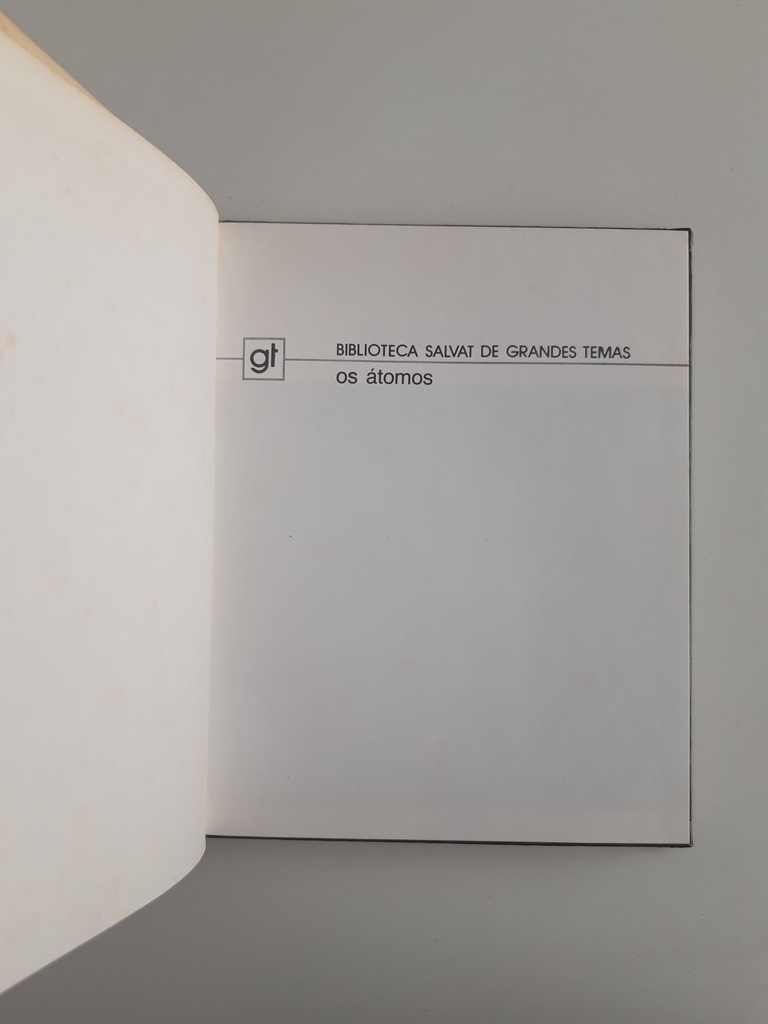 gt
BIBLIOTECA SALVAT DE GRANDES TEMAS
os átomos